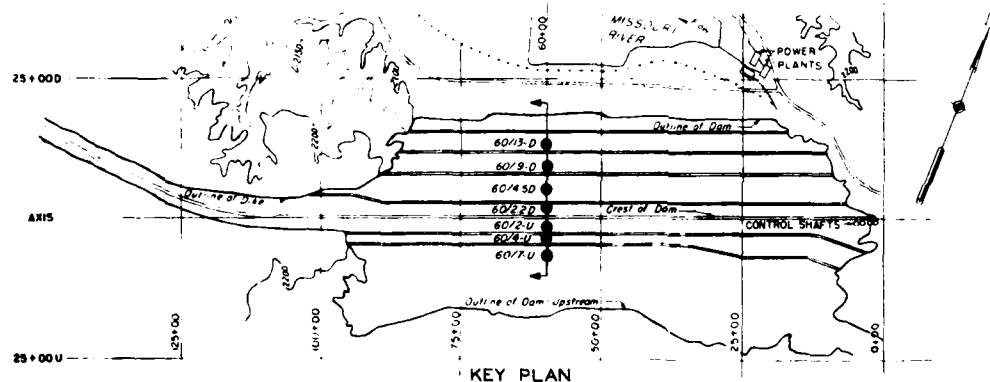 MISSOURI
RIVER
60+00
POWER
PLANTS
2200
25+00D
2150
2100
2200
Outline of Dam
60/13-D
60/9-D
60/4.5D
Outline of Dike
60/2.2D
Crest of Dam
AXIS
60/2-U
CONTROL SHAFTS
60/4-U
60/7-U
2200
Outline of Dam-Upstream
125+00
100+00
75+00
50+00
25+00
0+00
25+00U
KEY PLAN